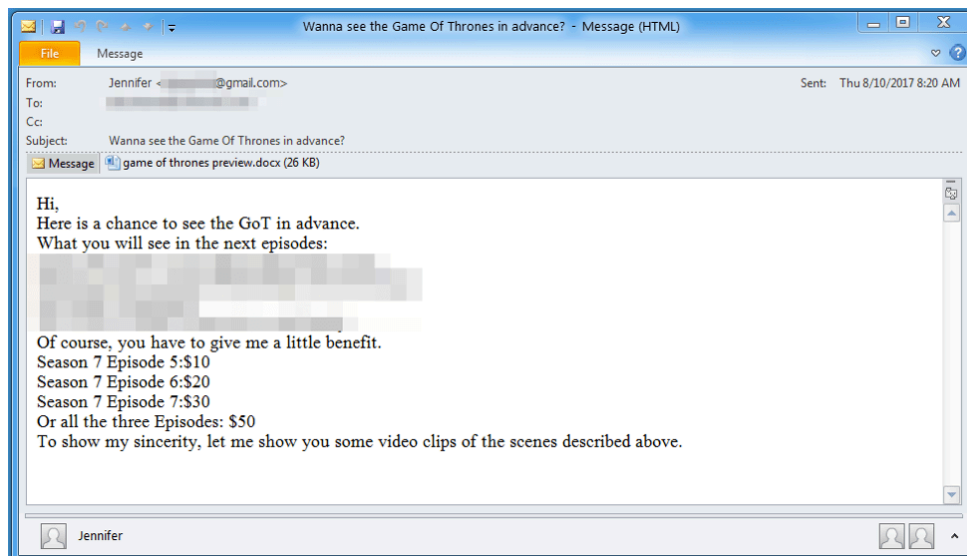 Wanna see the Game Of Thrones in advance? - Message (HTML)
File Message
From: Jennifer < @gmail.com> Sent: Thu 8/10/2017 8:20 AM
To:
Cc:
Subject: Wanna see the Game Of Thrones in advance?
Message game of thrones preview.docx (26 KB)
Hi,
Here is a chance to see the GoT in advance.
What you will see in the next episodes:
Of course, you have to give me a little benefit.
Season 7 Episode 5:$10
Season 7 Episode 6:$20
Season 7 Episode 7:$30
Or all the three Episodes: $50
To show my sincerity, let me show you some video clips of the scenes described above.
Jennifer